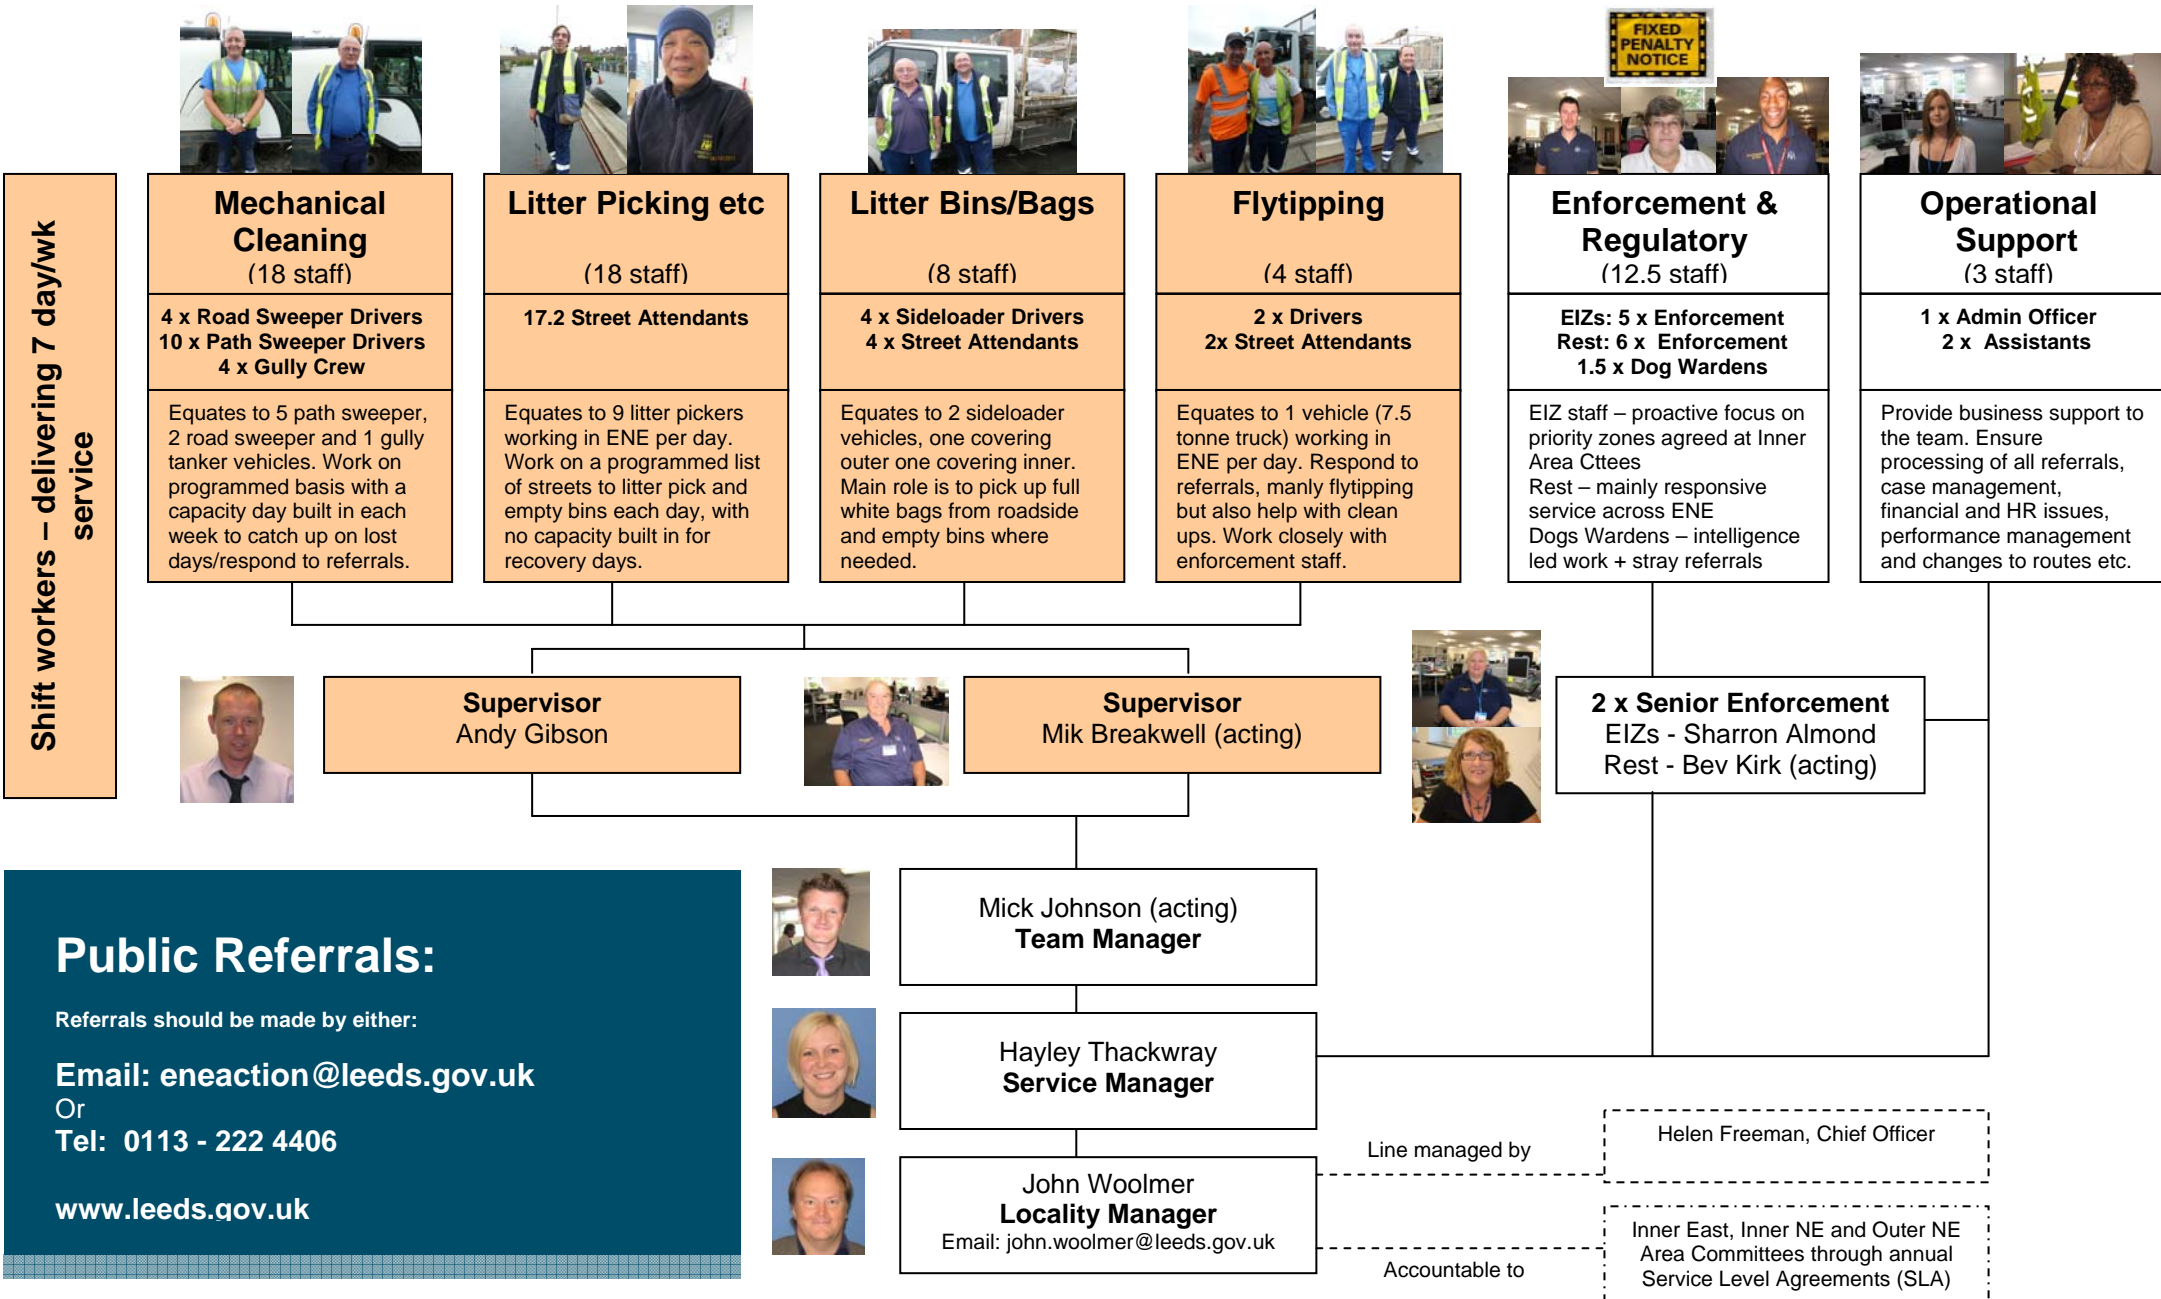 FIXED
PENALTY
NOTICE
Shift workers – delivering 7 day/wk
service
Mechanical
Cleaning
(18 staff)
4 x Road Sweeper Drivers
10 x Path Sweeper Drivers
4 x Gully Crew
Equates to 5 path sweeper,
2 road sweeper and 1 gully
tanker vehicles. Work on
programmed basis with a
capacity day built in each
week to catch up on lost
days/respond to referrals.
Litter Picking etc
(18 staff)
17.2 Street Attendants
Equates to 9 litter pickers
working in ENE per day.
Work on a programmed list
of streets to litter pick and
empty bins each day, with
no capacity built in for
recovery days.
Litter Bins/Bags
(8 staff)
4 x Sideloader Drivers
4 x Street Attendants
Equates to 2 sideloader
vehicles, one covering
outer one covering inner.
Main role is to pick up full
white bags from roadside
and empty bins where
needed.
Flytipping
(4 staff)
2 x Drivers
2x Street Attendants
Equates to 1 vehicle (7.5
tonne truck) working in
ENE per day. Respond to
referrals, manly flytipping
but also help with clean
ups. Work closely with
enforcement staff.
Enforcement &
Regulatory
(12.5 staff)
EIZs: 5 x Enforcement
Rest: 6 x Enforcement
1.5 x Dog Wardens
EIZ staff – proactive focus on
priority zones agreed at Inner
Area Cttees
Rest – mainly responsive
service across ENE
Dogs Wardens – intelligence
led work + stray referrals
Operational
Support
(3 staff)
1 x Admin Officer
2 x Assistants
Provide business support to
the team. Ensure
processing of all referrals,
case management,
financial and HR issues,
performance management
and changes to routes etc.
Supervisor
Andy Gibson
Supervisor
Mik Breakwell (acting)
2 x Senior Enforcement
EIZs - Sharron Almond
Rest - Bev Kirk (acting)
Mick Johnson (acting)
Team Manager
Hayley Thackwray
Service Manager
John Woolmer
Locality Manager
Email: john.woolmer@leeds.gov.uk
Line managed by
Helen Freeman, Chief Officer
Accountable to
Inner East, Inner NE and Outer NE
Area Committees through annual
Service Level Agreements (SLA)
Public Referrals:
Referrals should be made by either:
Email: eneaction@leeds.gov.uk
Or
Tel: 0113 - 222 4406
www.leeds.gov.uk